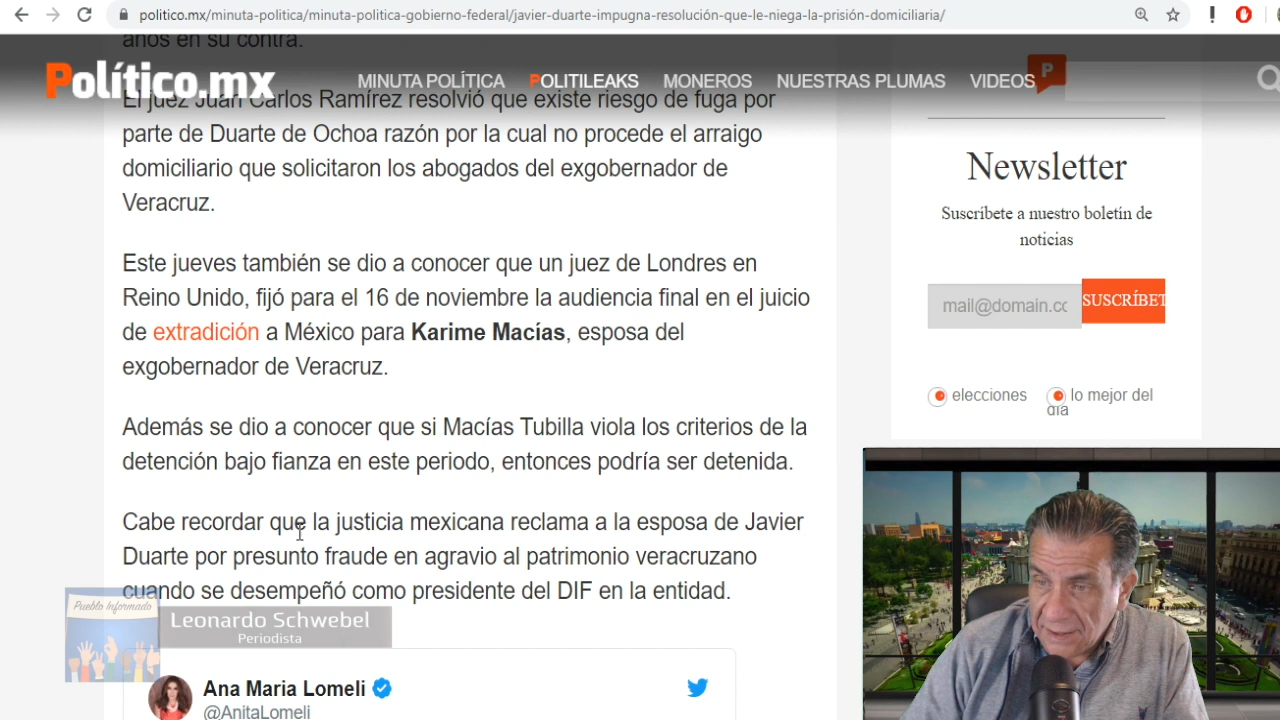 politico.mx/minuta-politica/minuta-politica-gobierno-federal/javier-duarte-impugna-resolución-que-le-niega-la-prisión-domiciliaria/
años en su contra.
Político.mx
MINUTA POLÍTICA
POLITILEAKS
MONEROS
NUESTRAS PLUMAS
VIDEOS
P
El juez Juan Carlos Ramírez resolvió que existe riesgo de fuga por
parte de Duarte de Ochoa razón por la cual no procede el arraigo
domiciliario que solicitaron los abogados del exgobernador de
Veracruz.
Este jueves también se dio a conocer que un juez de Londres en
Reino Unido, fijó para el 16 de noviembre la audiencia final en el juicio
de extradición a México para Karime Macías, esposa del
exgobernador de Veracruz.
Además se dio a conocer que si Macías Tubilla viola los criterios de la
detención bajo fianza en este periodo, entonces podría ser detenida.
Cabe recordar que la justicia mexicana reclama a la esposa de Javier
Duarte por presunto fraude en agravio al patrimonio veracruzano
cuando se desempeñó como presidente del DIF en la entidad.
Pueblo Informado
Leonardo Schwebel
Periodista
Ana Maria Lomeli
@AnitaLomeli
Newsletter
Suscríbete a nuestro boletín de
noticias
mail@domain.cc
SUSCRÍBET
elecciones
lo mejor del
día